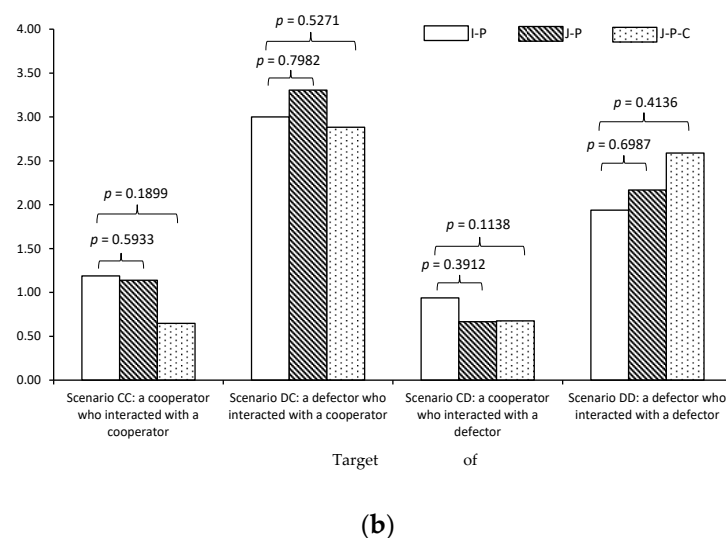 4.00
3.50
3.00
2.50
2.00
1.50
1.00
0.50
0.00
I-P J-P J-P-C
p = 0.1899
p = 0.5933
p = 0.5271
p = 0.7982
p = 0.1138
p = 0.3912
p = 0.4136
p = 0.6987
Scenario CC: a cooperator
who interacted with a
cooperator
Scenario DC: a defector who
interacted with a cooperator
Scenario CD: a cooperator
who interacted with a
defector
Scenario DD: a defector who
interacted with a defector
Target of
(b)